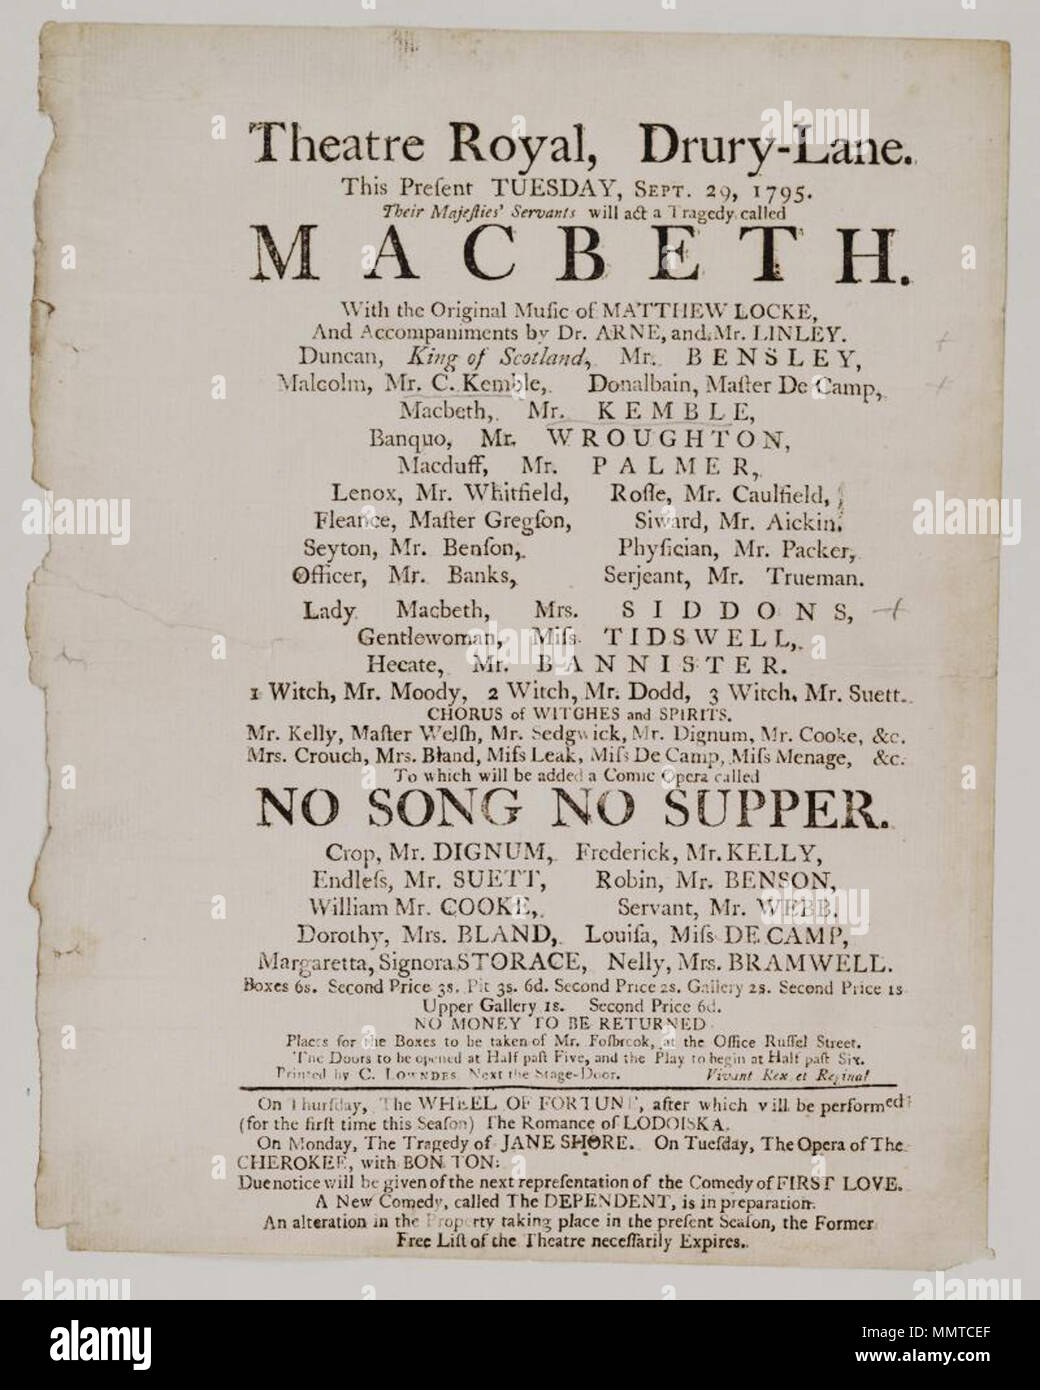 Theatre Royal, Drury-Lane.
This Preſent TUESDAY, SEPT. 29, 1795.
Their Majeſties' Servants will act a Tragedy called
MACBETH.
With the Original Muſic of MATTHEW LOCKE,
And Accompaniments by Dr. ARNE, and Mr. LINLEY.
Duncan, King of Scotland, Mr. BENSLEY,
Malcolm, Mr. C. Kemble, Donalbain, Maſter De Camp,
Macbeth, Mr. KEMBLE,
Banquo, Mr. WROUGHTON,
Macduff, Mr. PALMER,
Lenox, Mr. Whitfield, Roſſe, Mr. Caulfield,
Fleance, Maſter Gregſon, Siward, Mr. Aickin,
Seyton, Mr. Benſon, Phyſician, Mr. Packer,
Officer, Mr. Banks, Serjeant, Mr. Trueman.
Lady Macbeth, Mrs. SIDDONS,
Gentlewoman, Miſs TIDSWELL,
Hecate, Mr. BANNISTER.
1 Witch, Mr. Moody, 2 Witch, Mr. Dodd, 3 Witch, Mr. Suett.
CHORUS of WITCHES and SPIRITS.
Mr. Kelly, Maſter Welſh, Mr. Sedgwick, Mr. Dignum, Mr. Cooke, &c.
Mrs. Crouch, Mrs. Bland, Miſs Leak, Miſs De Camp, Miſs Menage, &c.
To which will be added a Comic Opera called
NO SONG NO SUPPER.
Crop, Mr. DIGNUM, Frederick, Mr. KELLY,
Endleſs, Mr. SUETT, Robin, Mr. BENSON,
William Mr. COOKE, Servant, Mr. WEBB,
Dorothy, Mrs. BLAND, Louiſa, Miſs DE CAMP,
Margaretta, Signora STORACE, Nelly, Mrs. BRAMWELL.
Boxes 6s. Second Price 3s. Pit 3s. 6d. Second Price 2s. Gallery 2s. Second Price 1s
Upper Gallery 1s. Second Price 6d.
NO MONEY TO BE RETURNED
Places for the Boxes to be taken of Mr. Foſbrook, at the Office Ruſſel Street.
The Doors to be opened at Half paſt Five, and the Play to begin at Half paſt Six.
Printed by C. LOWNDES Next the Stage-Door. Vivant Rex et Regina!
On Thurſday, The WHEEL OF FORTUNE, after which will be performed
(for the firſt time this Seaſon) The Romance of LODOISKA.
On Monday, The Tragedy of JANE SHORE. On Tueſday, The Opera of The
CHEROKEE, with BON TON:
Due notice will be given of the next repreſentation of the Comedy of FIRST LOVE.
A New Comedy, called The DEPENDENT, is in preparation.
An alteration in the Property taking place in the preſent Seaſon, the Former
Free Liſt of the Theatre neceſſarily Expires.
alamy
Image ID: MMTCEF
www.alamy.com